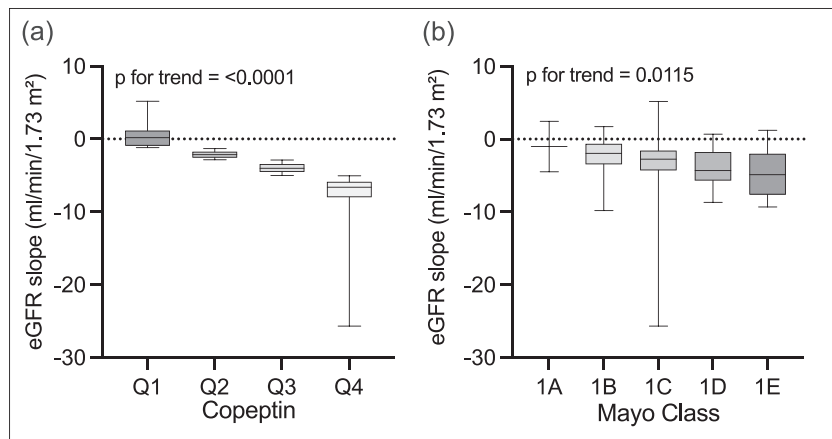 (a)
p for trend = <0.0001
eGFR slope (ml/min/1.73 m²)
10
0
-10
-20
-30
Q1 Q2 Q3 Q4
Copeptin
(b)
p for trend = 0.0115
eGFR slope (ml/min/1.73 m²)
10
0
-10
-20
-30
1A 1B 1C 1D 1E
Mayo Class